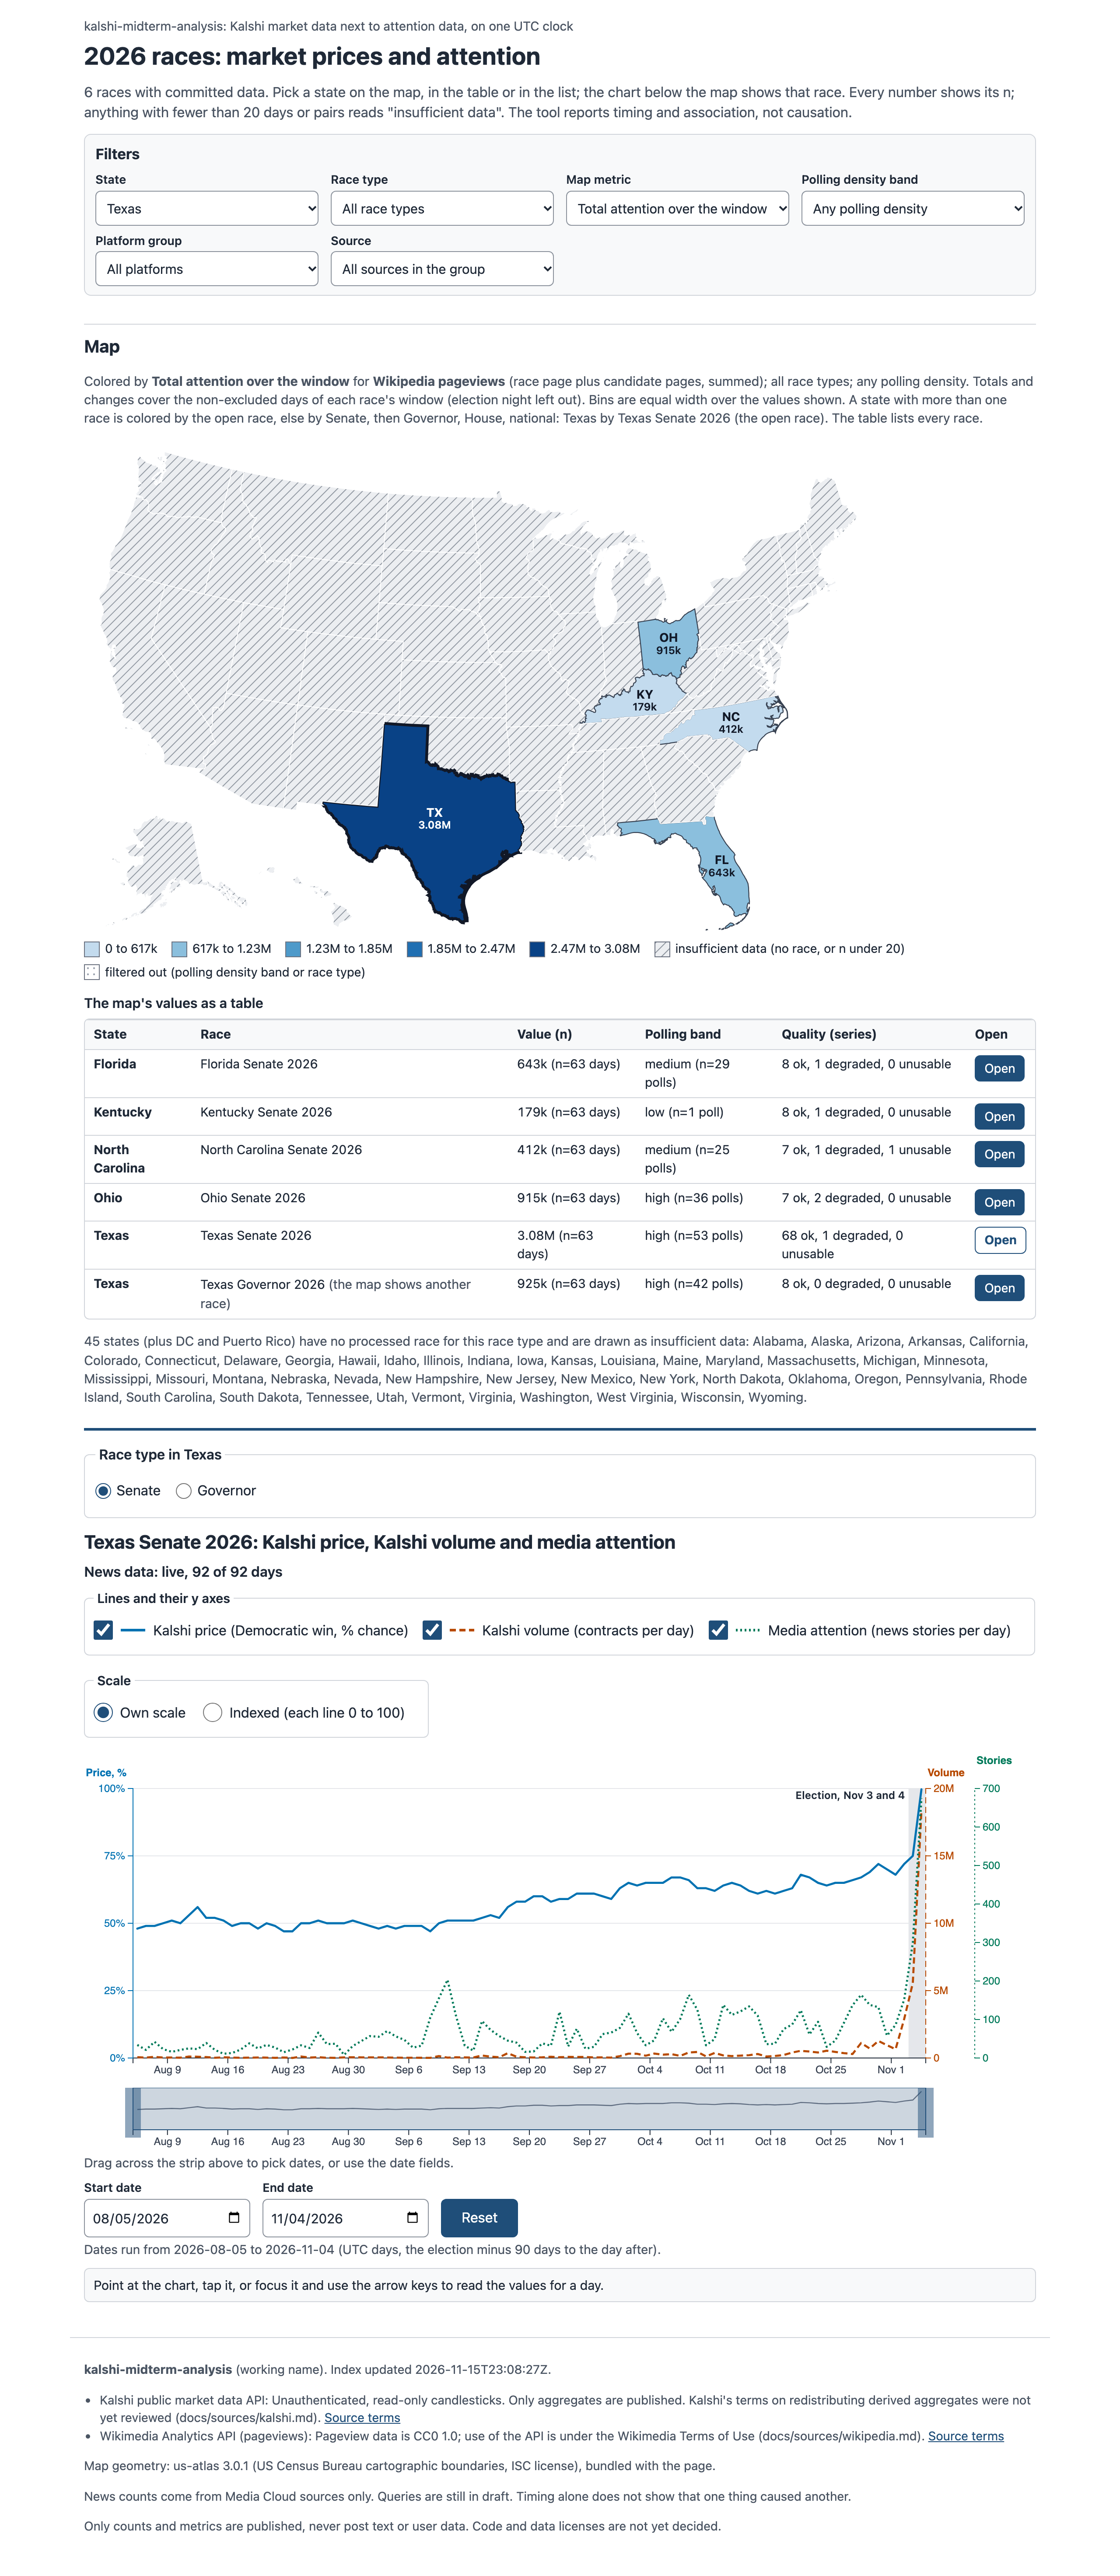 kalshi-midterm-analysis: Kalshi market data next to attention data, on one UTC clock
2026 races: market prices and attention
6 races with committed data. Pick a state on the map, in the table or in the list; the chart below the map shows that race. Every number shows its n;
anything with fewer than 20 days or pairs reads "insufficient data". The tool reports timing and association, not causation.
Filters
State
Race type
Map metric
Polling density band
Texas
All race types
Total attention over the window
Any polling density
Platform group
Source
All platforms
All sources in the group
Map
Colored by Total attention over the window for Wikipedia pageviews (race page plus candidate pages, summed); all race types; any polling density. Totals and
changes cover the non-excluded days of each race's window (election night left out). Bins are equal width over the values shown. A state with more than one
race is colored by the open race, else by Senate, then Governor, House, national: Texas by Texas Senate 2026 (the open race). The table lists every race.
OH
915k
KY
179k
NC
412k
TX
3.08M
FL
643k
0 to 617k
617k to 1.23M
1.23M to 1.85M
1.85M to 2.47M
2.47M to 3.08M
insufficient data (no race, or n under 20)
filtered out (polling density band or race type)
The map's values as a table
State Race Value (n) Polling band Quality (series) Open
Florida Florida Senate 2026 643k (n=63 days) medium (n=29 8 ok, 1 degraded, 0 unusable Open
polls)
Kentucky Kentucky Senate 2026 179k (n=63 days) low (n=1 poll) 8 ok, 1 degraded, 0 unusable Open
North North Carolina Senate 2026 412k (n=63 days) medium (n=25 7 ok, 1 degraded, 1 unusable Open
Carolina polls)
Ohio Ohio Senate 2026 915k (n=63 days) high (n=36 polls) 7 ok, 2 degraded, 0 unusable Open
Texas Texas Senate 2026 3.08M (n=63 high (n=53 polls) 68 ok, 1 degraded, 0 Open
days) unusable
Texas Texas Governor 2026 (the map shows another 925k (n=63 days) high (n=42 polls) 8 ok, 0 degraded, 0 unusable Open
race)
45 states (plus DC and Puerto Rico) have no processed race for this race type and are drawn as insufficient data: Alabama, Alaska, Arizona, Arkansas, California,
Colorado, Connecticut, Delaware, Georgia, Hawaii, Idaho, Illinois, Indiana, Iowa, Kansas, Louisiana, Maine, Maryland, Massachusetts, Michigan, Minnesota,
Mississippi, Missouri, Montana, Nebraska, Nevada, New Hampshire, New Jersey, New Mexico, New York, North Dakota, Oklahoma, Oregon, Pennsylvania, Rhode
Island, South Carolina, South Dakota, Tennessee, Utah, Vermont, Virginia, Washington, West Virginia, Wisconsin, Wyoming.
Race type in Texas
Senate Governor
Texas Senate 2026: Kalshi price, Kalshi volume and media attention
News data: live, 92 of 92 days
Lines and their y axes
Kalshi price (Democratic win, % chance) Kalshi volume (contracts per day) Media attention (news stories per day)
Scale
Own scale Indexed (each line 0 to 100)
Stories
Price, % Volume
100% Election, Nov 3 and 4 20M 700
600
75% 15M 500
400
50% 10M
300
25% 5M 200
100
0% 0 0
Aug 9 Aug 16 Aug 23 Aug 30 Sep 6 Sep 13 Sep 20 Sep 27 Oct 4 Oct 11 Oct 18 Oct 25 Nov 1
Aug 9 Aug 16 Aug 23 Aug 30 Sep 6 Sep 13 Sep 20 Sep 27 Oct 4 Oct 11 Oct 18 Oct 25 Nov 1
Drag across the strip above to pick dates, or use the date fields.
Start date End date
08/05/2026 11/04/2026 Reset
Dates run from 2026-08-05 to 2026-11-04 (UTC days, the election minus 90 days to the day after).
Point at the chart, tap it, or focus it and use the arrow keys to read the values for a day.
kalshi-midterm-analysis (working name). Index updated 2026-11-15T23:08:27Z.
• Kalshi public market data API: Unauthenticated, read-only candlesticks. Only aggregates are published. Kalshi's terms on redistributing derived aggregates were not
yet reviewed (docs/sources/kalshi.md). Source terms
• Wikimedia Analytics API (pageviews): Pageview data is CC0 1.0; use of the API is under the Wikimedia Terms of Use (docs/sources/wikipedia.md). Source terms
Map geometry: us-atlas 3.0.1 (US Census Bureau cartographic boundaries, ISC license), bundled with the page.
News counts come from Media Cloud sources only. Queries are still in draft. Timing alone does not show that one thing caused another.
Only counts and metrics are published, never post text or user data. Code and data licenses are not yet decided.